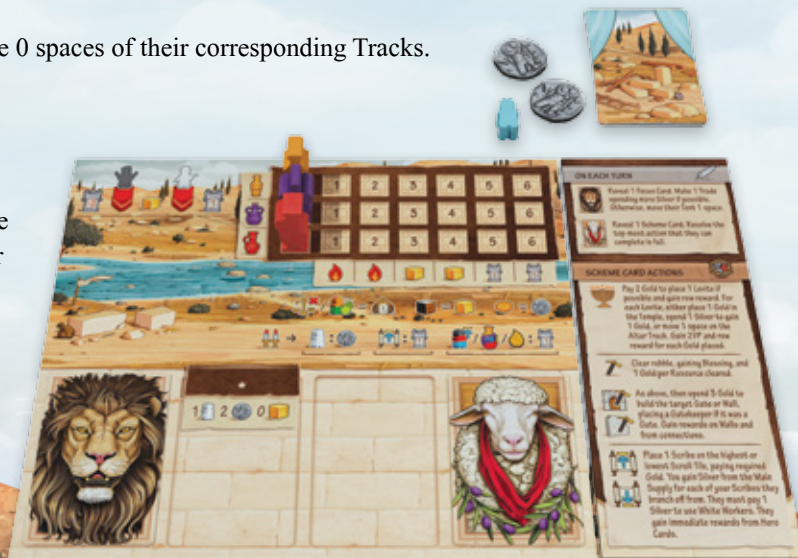 e 0 spaces of their corresponding Tracks.
e
r
ON EACH TURN
Reveal 1 Focus Card. Make 1 Trade
spending more Silver if possible.
Otherwise, move their Tent 1 space.
Reveal 1 Scheme Card. Resolve the
top-most action that they can
complete in full.
1 2 3 4 5 6
1 2 3 4 5 6
1 2 3 4 5 6
SCHEME CARD ACTIONS
Pay 2 Gold to place 1 Levite if
possible and gain row reward. For
each Levite, either place 1 Gold in
the Temple, spend 1 Silver to gain
1 Gold, or move 1 space on the
Altar Track. Gain 2VP and row
reward for each Gold placed.
Clear rubble, gaining Blessing, and
1 Gold per Resource cleared.
As above, then spend 3 Gold to
build the target Gate or Wall,
placing a Gatekeeper if it was a
Gate. Gain rewards on Walls and
from connections.
Place 1 Scribe on the highest or
lowest Scroll Tile, paying required
Gold. You gain Silver from the Main
Supply for each of your Scribes they
branch off from. They must pay 1
Silver to use White Workers. They
gain immediate rewards from Hero
Cards.
1 2 0